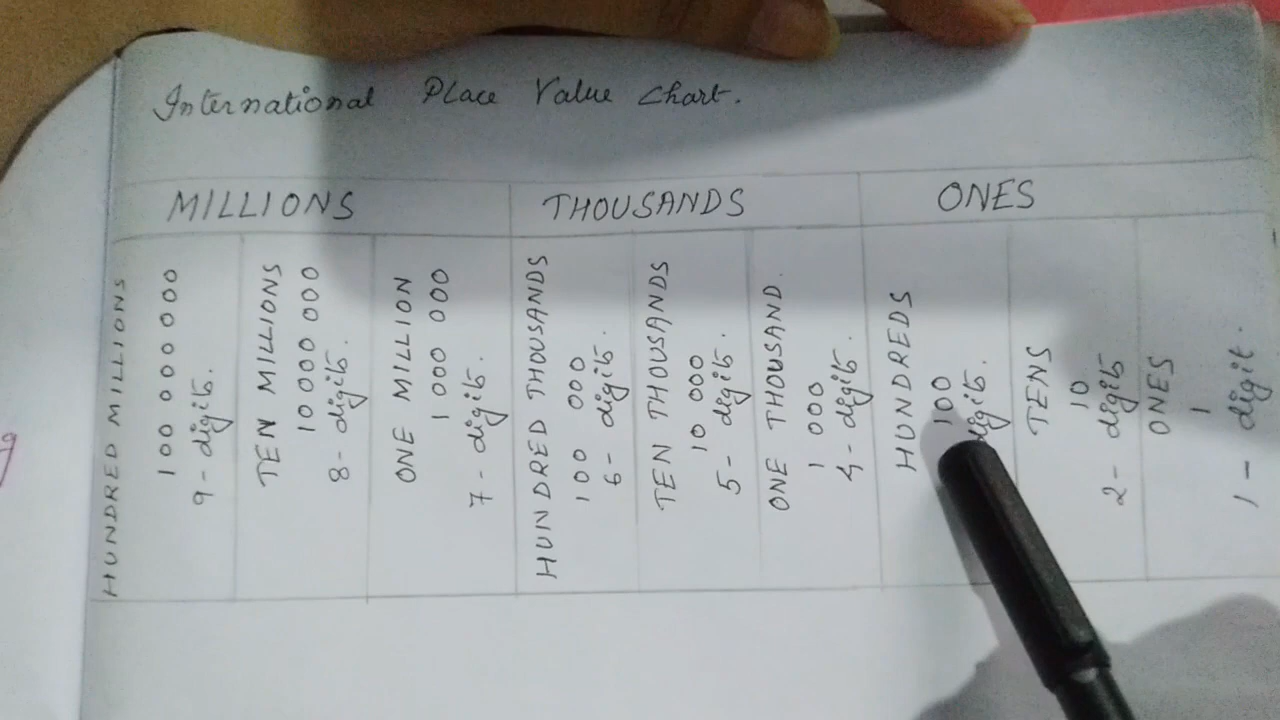 International Place Value Chart.
MILLIONS
THOUSANDS
ONES
HUNDRED MILLIONS
100 000 000
9 - digits.
TEN MILLIONS
10 000 000
8 - digits.
ONE MILLION
1 000 000
7 - digits.
HUNDRED THOUSANDS
100 000
6 - digits.
TEN THOUSANDS
10 000
5 - digits.
ONE THOUSAND.
1 000
4 - digits.
HUNDREDS
100
TENS
10
2 - digits
ONES
1
1 - digit.